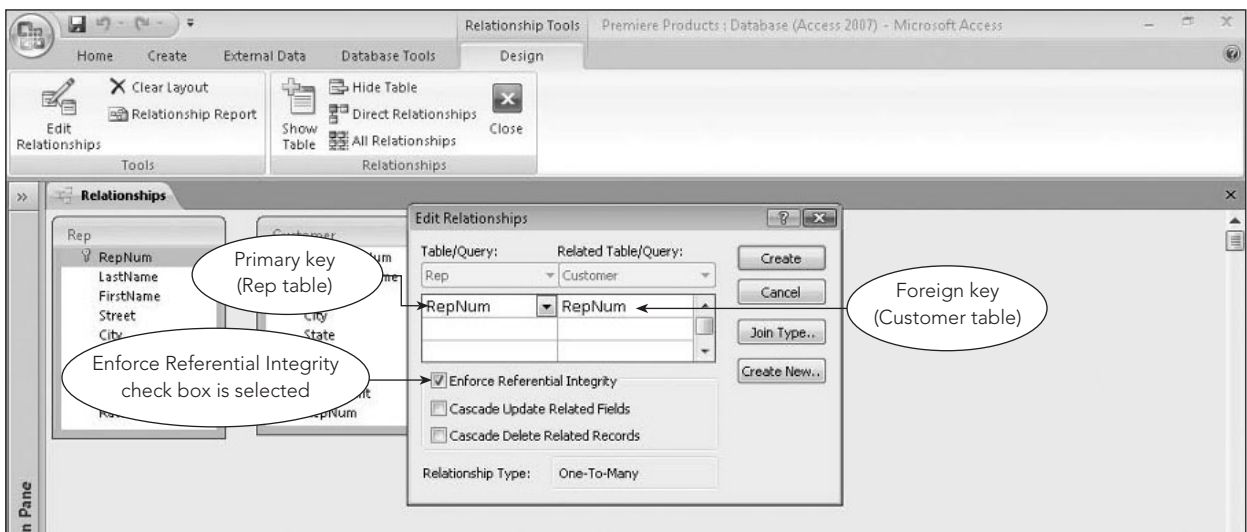 Relationship Tools
Premiere Products : Database (Access 2007) - Microsoft Access
Home Create External Data Database Tools Design
Edit Relationships
Clear Layout
Relationship Report
Tools
Show Table
Hide Table
Direct Relationships
All Relationships
Close
Relationships
Relationships
Rep
RepNum
LastName
FirstName
Street
City
Customer
City
State
RepNum
Primary key
(Rep table)
Enforce Referential Integrity
check box is selected
Edit Relationships
Table/Query: Related Table/Query:
Rep Customer
RepNum RepNum
Enforce Referential Integrity
Cascade Update Related Fields
Cascade Delete Related Records
Relationship Type: One-To-Many
Create
Cancel
Join Type..
Create New..
Foreign key
(Customer table)
Pane